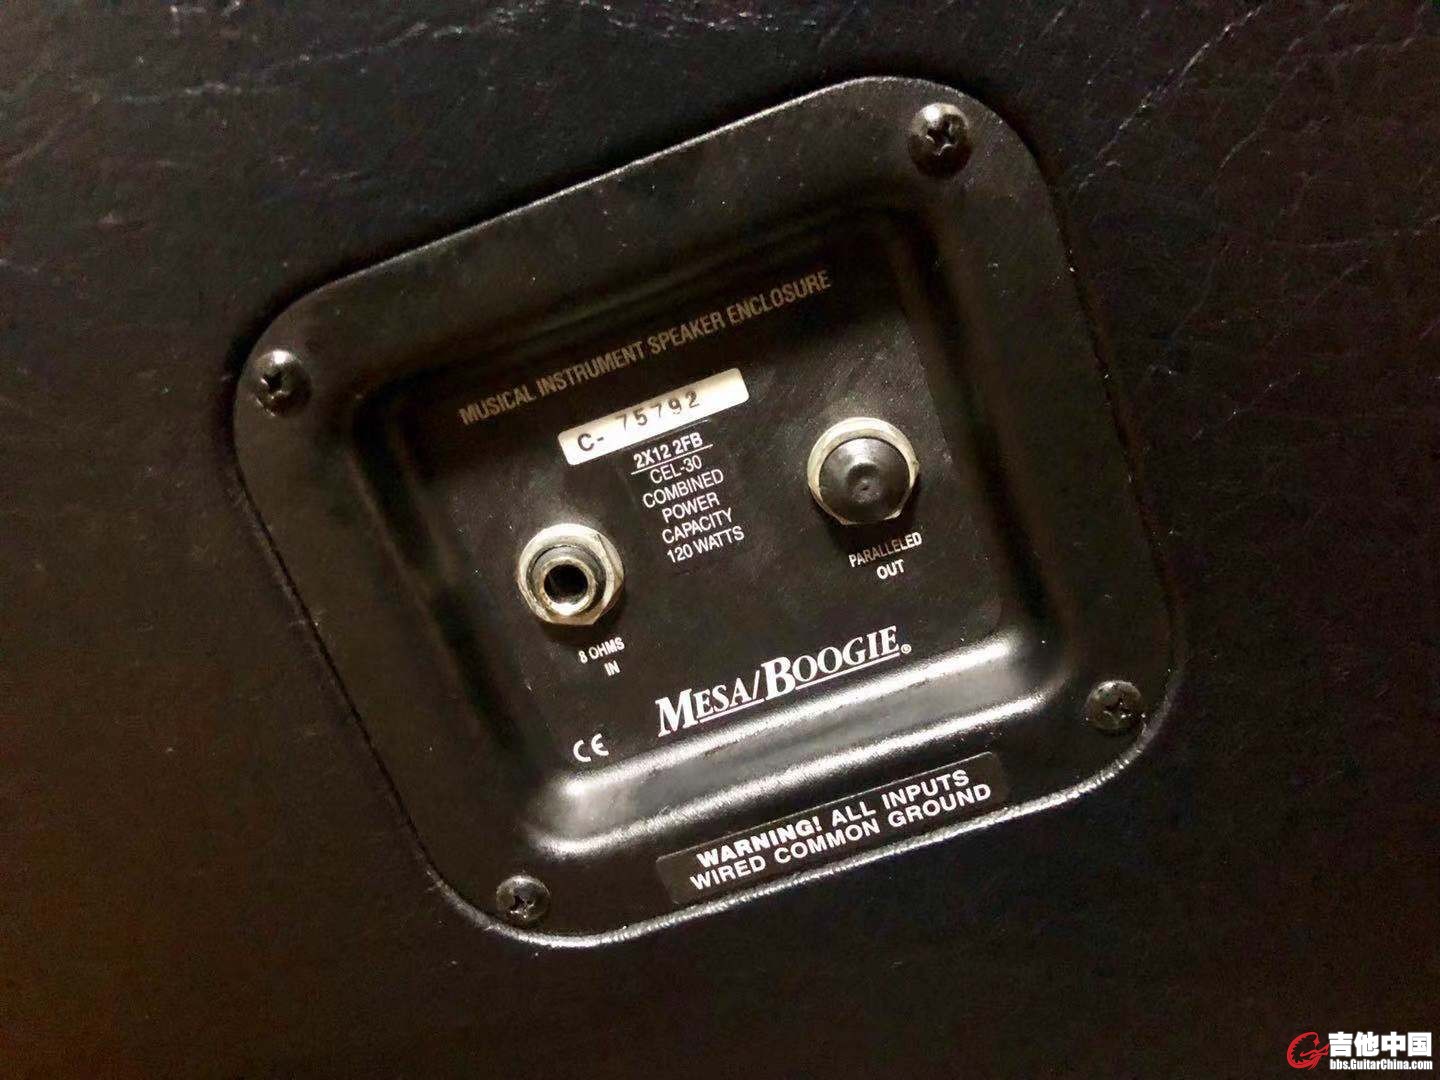 MUSICAL INSTRUMENT SPEAKER ENCLOSURE
C- 75792
2X12 2FB
CEL-30
COMBINED
POWER
CAPACITY
120 WATTS
PARALLELED
OUT
8 OHMS
IN
MESA/BOOGIE®
CE
WARNING! ALL INPUTS
WIRED COMMON GROUND
吉他中国
bbs.GuitarChina.com